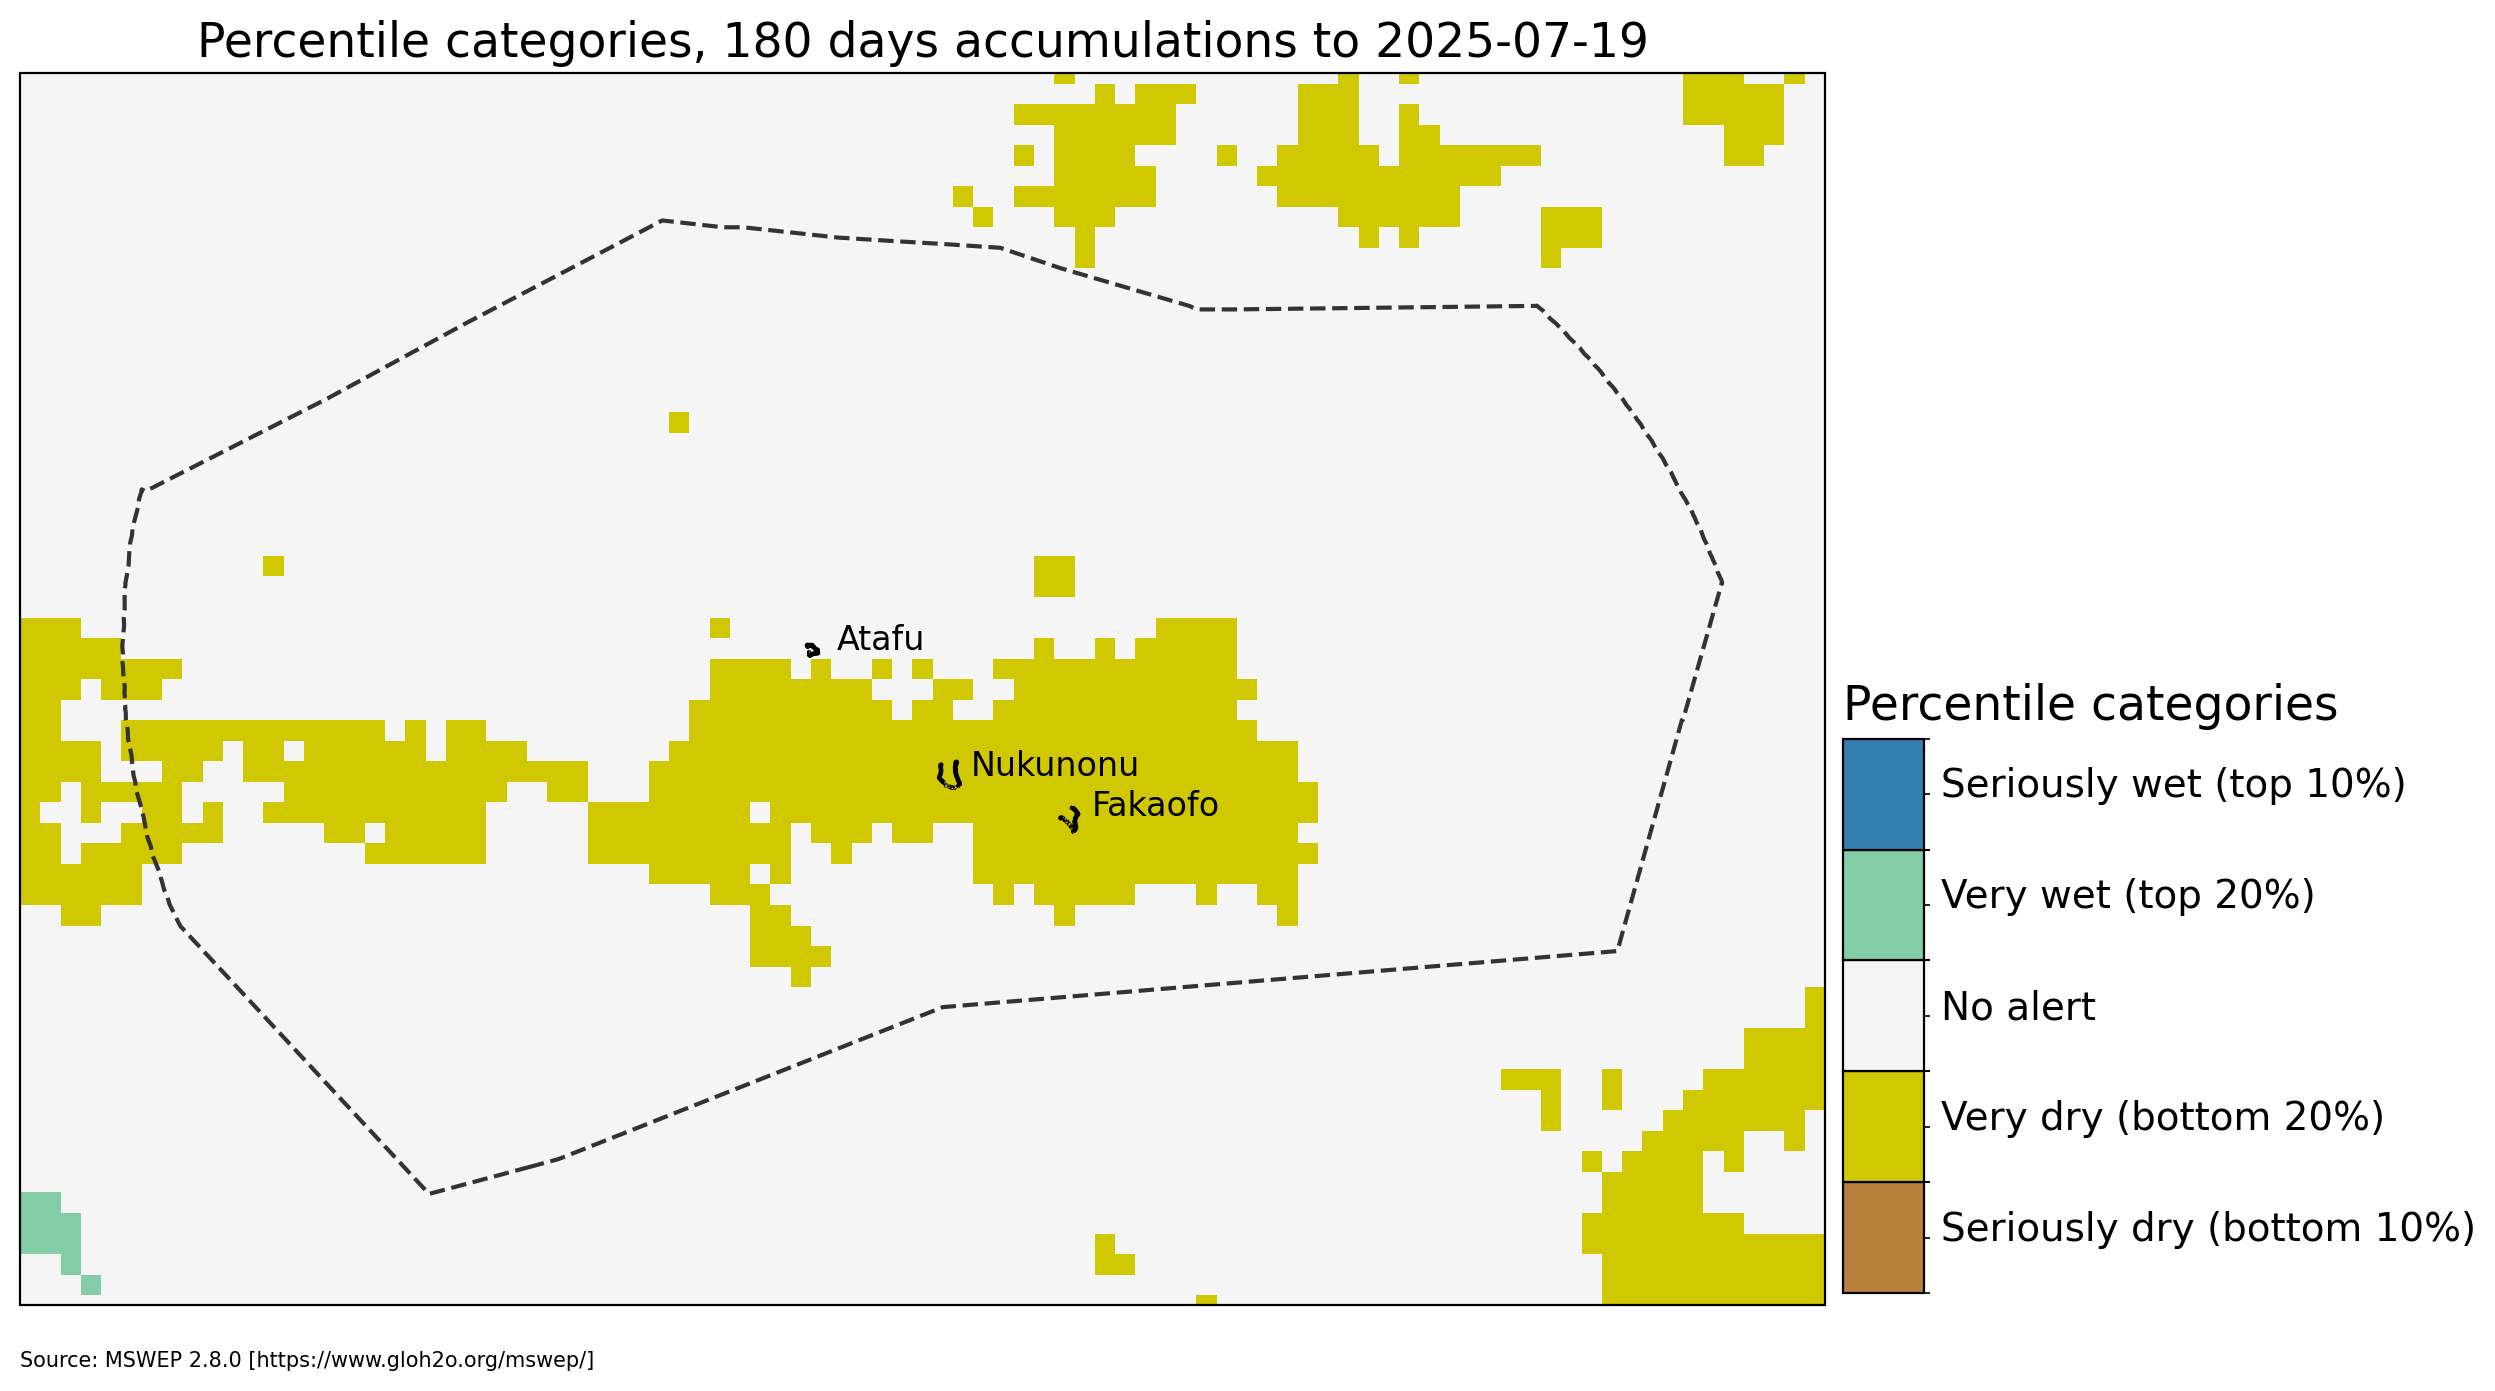 Percentile categories, 180 days accumulations to 2025-07-19
Atafu
Nukunonu
Fakaofo
Percentile categories
Seriously wet (top 10%)
Very wet (top 20%)
No alert
Very dry (bottom 20%)
Seriously dry (bottom 10%)
Source: MSWEP 2.8.0 [https://www.gloh2o.org/mswep/]